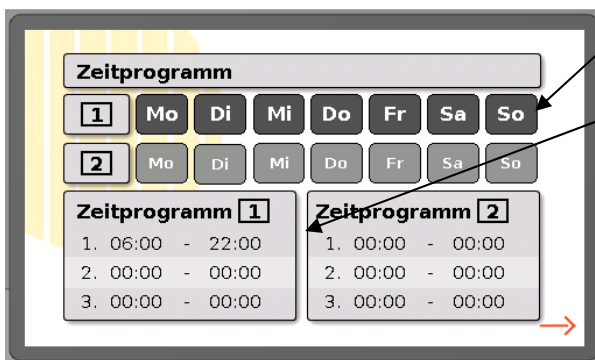 Zeitprogramm
1 Mo Di Mi Do Fr Sa So
2 Mo Di Mi Do Fr Sa So
Zeitprogramm 1
1. 06:00 - 22:00
2. 00:00 - 00:00
3. 00:00 - 00:00
Zeitprogramm 2
1. 00:00 - 00:00
2. 00:00 - 00:00
3. 00:00 - 00:00